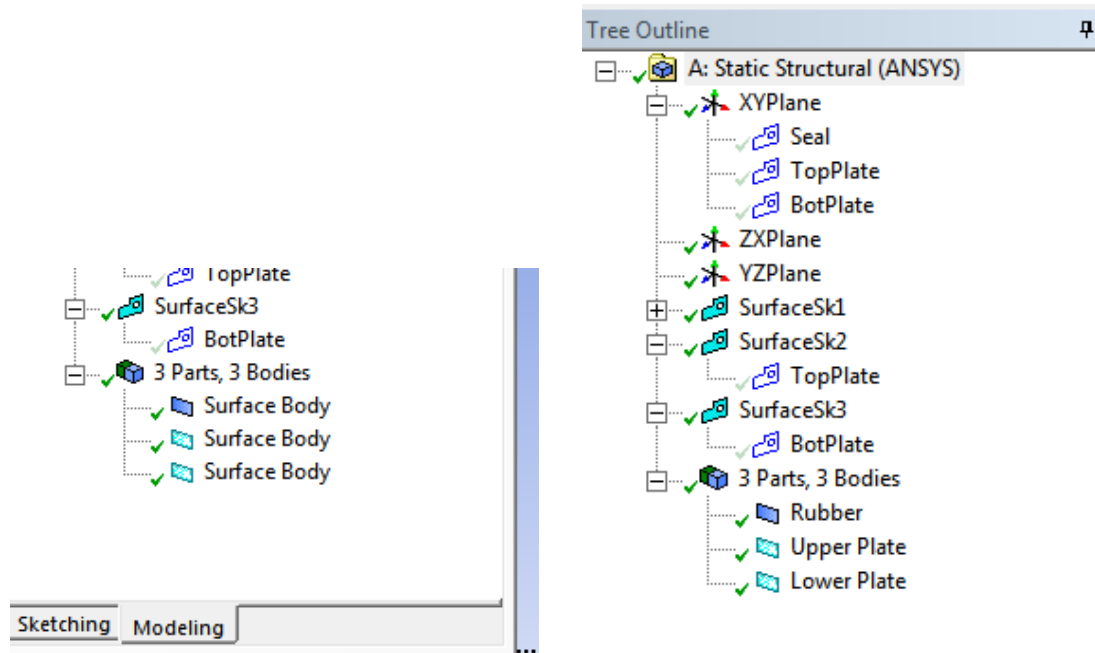 TopPlate
SurfaceSk3
BotPlate
3 Parts, 3 Bodies
Surface Body
Surface Body
Surface Body
Sketching Modeling
Tree Outline
A: Static Structural (ANSYS)
XYPlane
Seal
TopPlate
BotPlate
ZXPlane
YZPlane
SurfaceSk1
SurfaceSk2
TopPlate
SurfaceSk3
BotPlate
3 Parts, 3 Bodies
Rubber
Upper Plate
Lower Plate